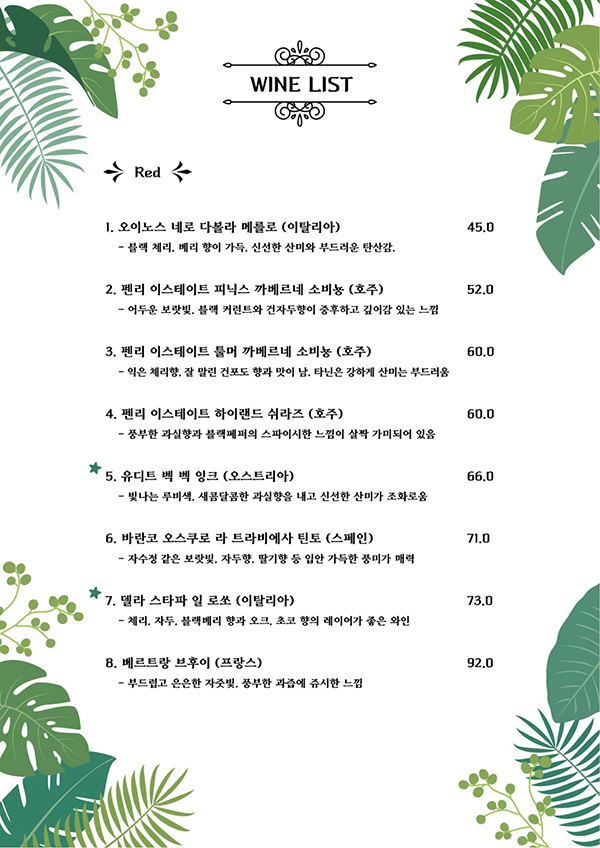 WINE LIST
Red
1. 오이노스 네로 다볼라 메를로 (이탈리아) 45.0
- 블랙 체리, 베리 향이 가득, 신선한 산미와 부드러운 탄산감,
2. 펜리 이스테이트 피닉스 까베르네 소비뇽 (호주) 52.0
- 어두운 보랏빛, 블랙 커런트와 건자두향이 중후하고 깊이감 있는 느낌
3. 펜리 이스테이트 톨머 까베르네 소비뇽 (호주) 60.0
- 익은 체리향, 잘 말린 건포도 향과 맛이 남, 타닌은 강하게 산미는 부드러움
4. 펜리 이스테이트 하이랜드 쉬라즈 (호주) 60.0
- 풍부한 과실향과 블랙페퍼의 스파이시한 느낌이 살짝 가미되어 있음
5. 유디트 벡 벡 잉크 (오스트리아) 66.0
- 빛나는 루비색, 새콤달콤한 과실향을 내고 신선한 산미가 조화로움
6. 바란코 오스쿠로 라 트라비에사 틴토 (스페인) 71.0
- 자수정 같은 보랏빛, 자두향, 딸기향 등 입안 가득한 풍미가 매력
7. 델라 스타파 일 로쏘 (이탈리아) 73.0
- 체리, 자두, 블랙베리 향과 오크, 초코 향의 레이어가 좋은 와인
8. 베르트랑 브후이 (프랑스) 92.0
- 부드럽고 은은한 자줏빛, 풍부한 과즙에 쥬시한 느낌